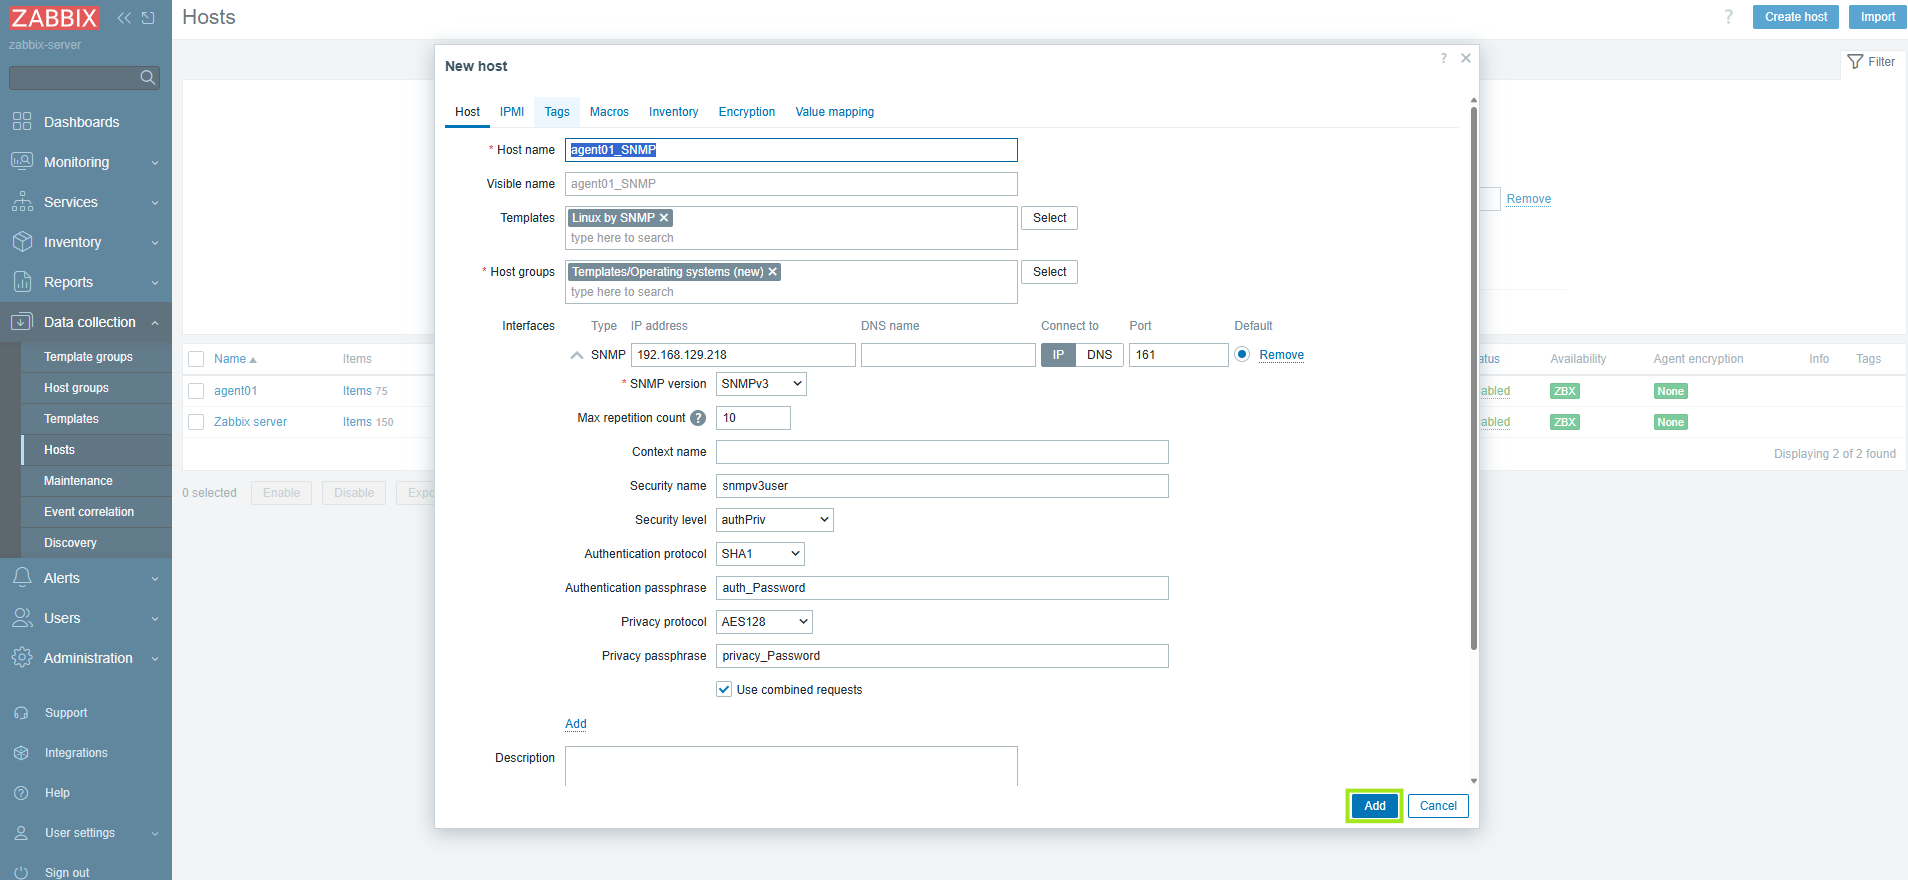 ZABBIX
zabbix-server
Dashboards
Monitoring
Services
Inventory
Reports
Data collection
Template groups
Host groups
Templates
Hosts
Maintenance
Event correlation
Discovery
Alerts
Users
Administration
Support
Integrations
Help
User settings
Sign out
Hosts
? Create host Import
Filter
Remove
Name Items
agent01 Items 75
Zabbix server Items 150
0 selected Enable Disable Expo
atus Availability Agent encryption Info Tags
abled ZBX None
abled ZBX None
Displaying 2 of 2 found
New host
?
Host IPMI Tags Macros Inventory Encryption Value mapping
* Host name agent01_SNMP
Visible name agent01_SNMP
Templates Linux by SNMP Select
type here to search
* Host groups Templates/Operating systems (new) Select
type here to search
Interfaces Type IP address DNS name Connect to Port Default
SNMP 192.168.129.218 IP DNS 161 Remove
* SNMP version SNMPv3
Max repetition count ? 10
Context name
Security name snmpv3user
Security level authPriv
Authentication protocol SHA1
Authentication passphrase auth_Password
Privacy protocol AES128
Privacy passphrase privacy_Password
Use combined requests
Add
Description
Add Cancel